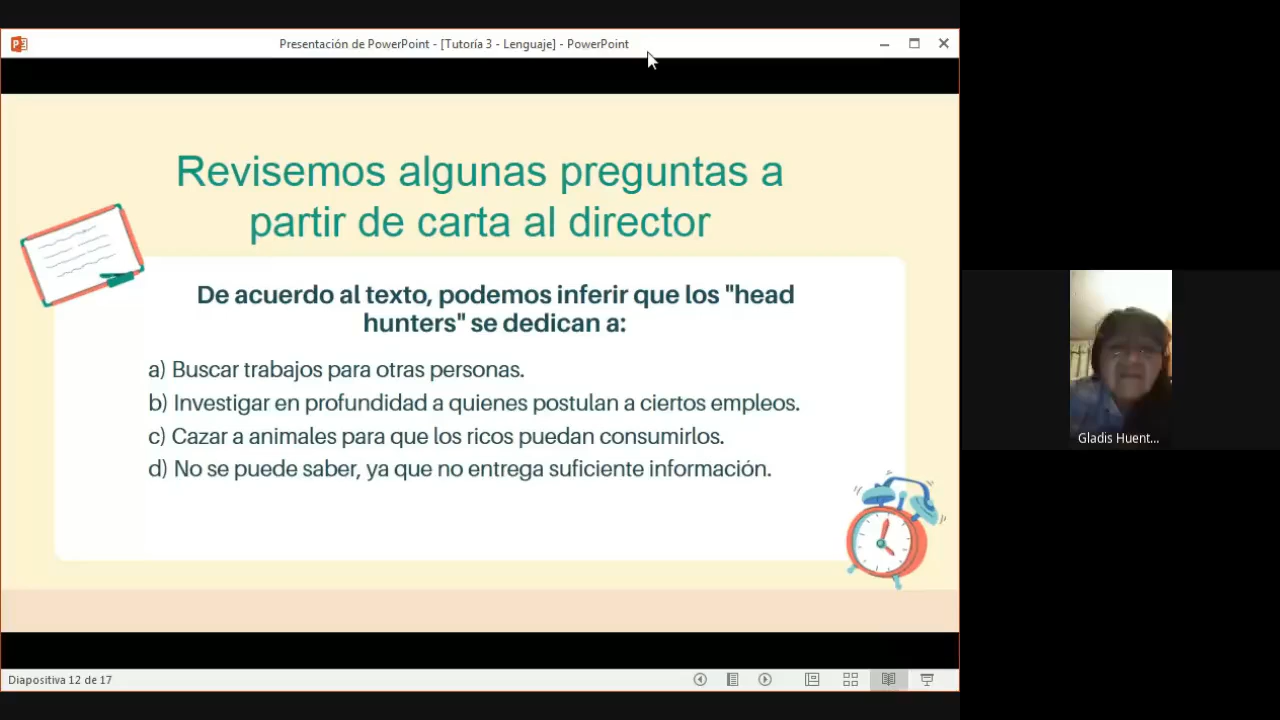 Presentación de PowerPoint - [Tutoría 3 - Lenguaje] - PowerPoint
Revisemos algunas preguntas a
partir de carta al director
De acuerdo al texto, podemos inferir que los "head
hunters" se dedican a:
a) Buscar trabajos para otras personas.
b) Investigar en profundidad a quienes postulan a ciertos empleos.
c) Cazar a animales para que los ricos puedan consumirlos.
d) No se puede saber, ya que no entrega suficiente información.
Gladis Huent...
Diapositiva 12 de 17